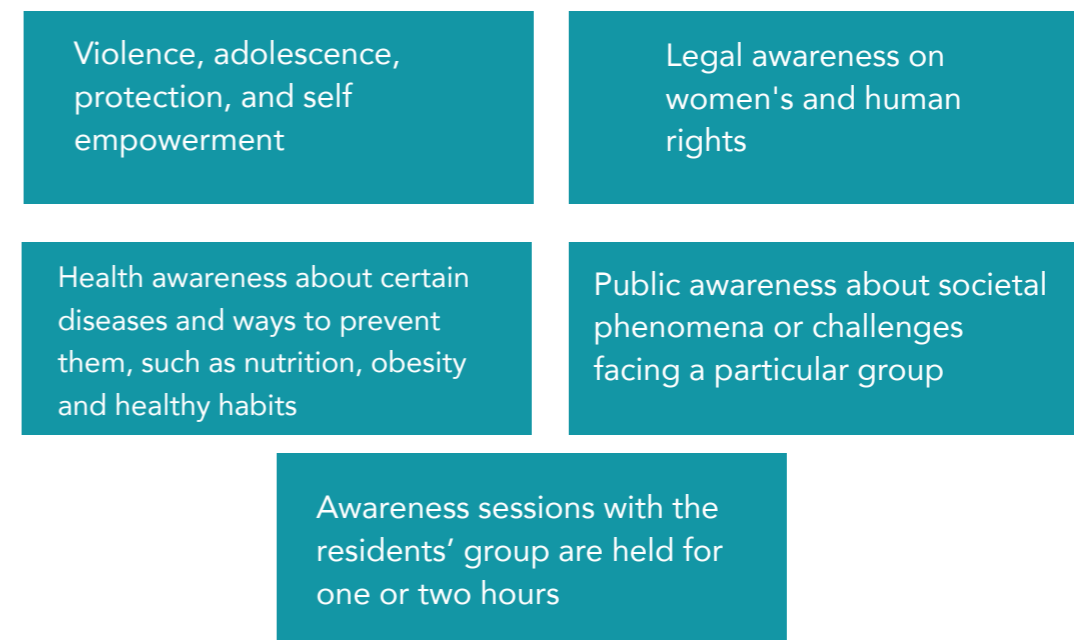 Violence, adolescence,
protection, and self
empowerment
Legal awareness on
women's and human
rights
Health awareness about certain
diseases and ways to prevent
them, such as nutrition, obesity
and healthy habits
Public awareness about societal
phenomena or challenges
facing a particular group
Awareness sessions with the
residents’ group are held for
one or two hours